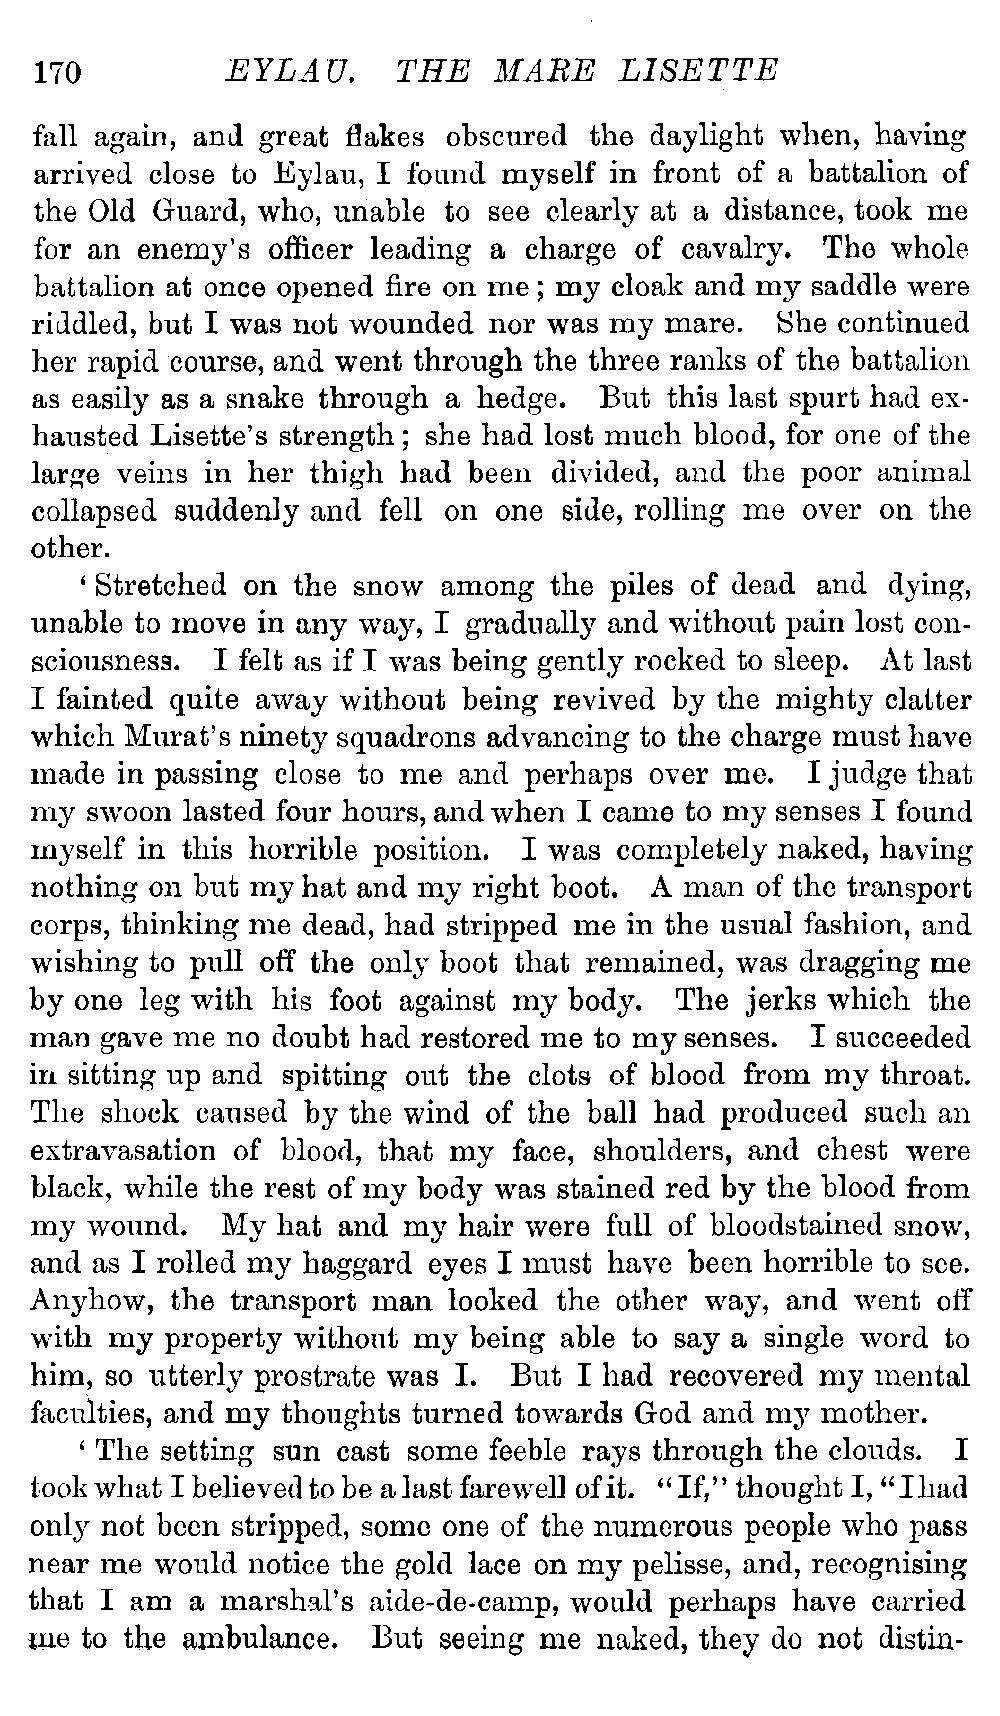 170 EYLAU. THE MARE LISETTE
fall again, and great flakes obscured the daylight when, having
arrived close to Eylau, I found myself in front of a battalion of
the Old Guard, who, unable to see clearly at a distance, took me
for an enemy's officer leading a charge of cavalry. The whole
battalion at once opened fire on me; my cloak and my saddle were
riddled, but I was not wounded nor was my mare. She continued
her rapid course, and went through the three ranks of the battalion
as easily as a snake through a hedge. But this last spurt had ex-
hausted Lisette's strength; she had lost much blood, for one of the
large veins in her thigh had been divided, and the poor animal
collapsed suddenly and fell on one side, rolling me over on the
other.
'Stretched on the snow among the piles of dead and dying,
unable to move in any way, I gradually and without pain lost con-
sciousness. I felt as if I was being gently rocked to sleep. At last
I fainted quite away without being revived by the mighty clatter
which Murat's ninety squadrons advancing to the charge must have
made in passing close to me and perhaps over me. I judge that
my swoon lasted four hours, and when I came to my senses I found
myself in this horrible position. I was completely naked, having
nothing on but my hat and my right boot. A man of the transport
corps, thinking me dead, had stripped me in the usual fashion, and
wishing to pull off the only boot that remained, was dragging me
by one leg with his foot against my body. The jerks which the
man gave me no doubt had restored me to my senses. I succeeded
in sitting up and spitting out the clots of blood from my throat.
The shock caused by the wind of the ball had produced such an
extravasation of blood, that my face, shoulders, and chest were
black, while the rest of my body was stained red by the blood from
my wound. My hat and my hair were full of bloodstained snow,
and as I rolled my haggard eyes I must have been horrible to see.
Anyhow, the transport man looked the other way, and went off
with my property without my being able to say a single word to
him, so utterly prostrate was I. But I had recovered my mental
faculties, and my thoughts turned towards God and my mother.
'The setting sun cast some feeble rays through the clouds. I
took what I believed to be a last farewell of it. "If," thought I, "I had
only not been stripped, some one of the numerous people who pass
near me would notice the gold lace on my pelisse, and, recognising
that I am a marshal's aide-de-camp, would perhaps have carried
me to the ambulance. But seeing me naked, they do not distin-